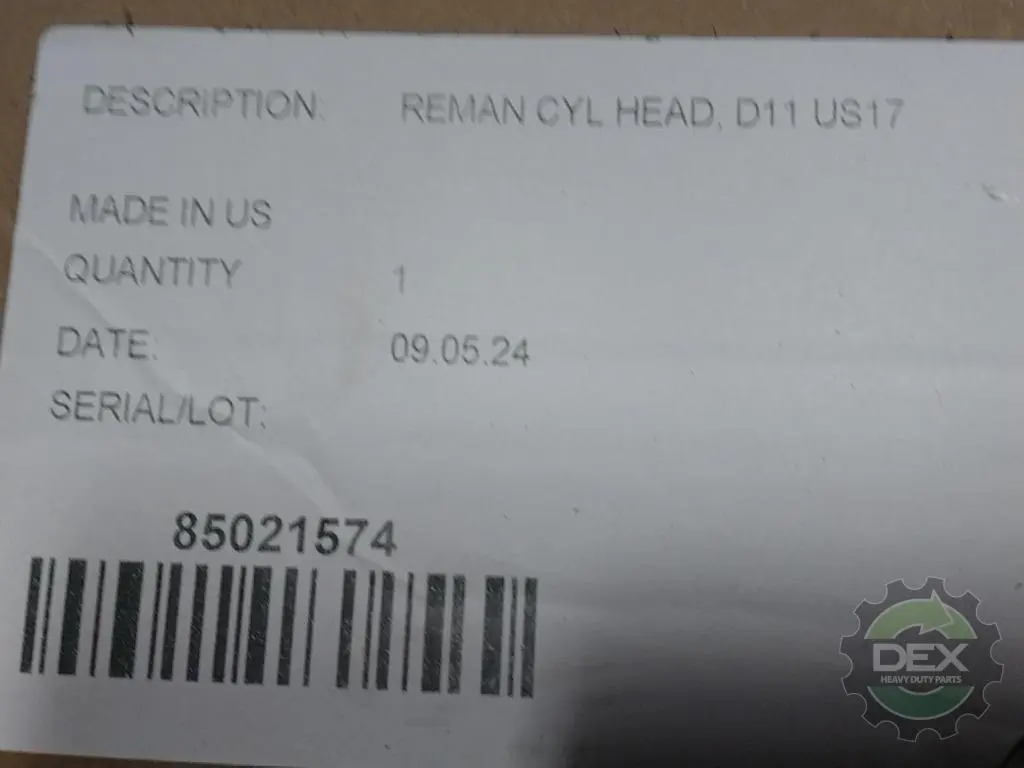 DESCRIPTION: REMAN CYL HEAD, D11 US17
MADE IN US
QUANTITY 1
DATE: 09.05.24
SERIAL/LOT:
85021574
DEX
HEAVY DUTY PARTS